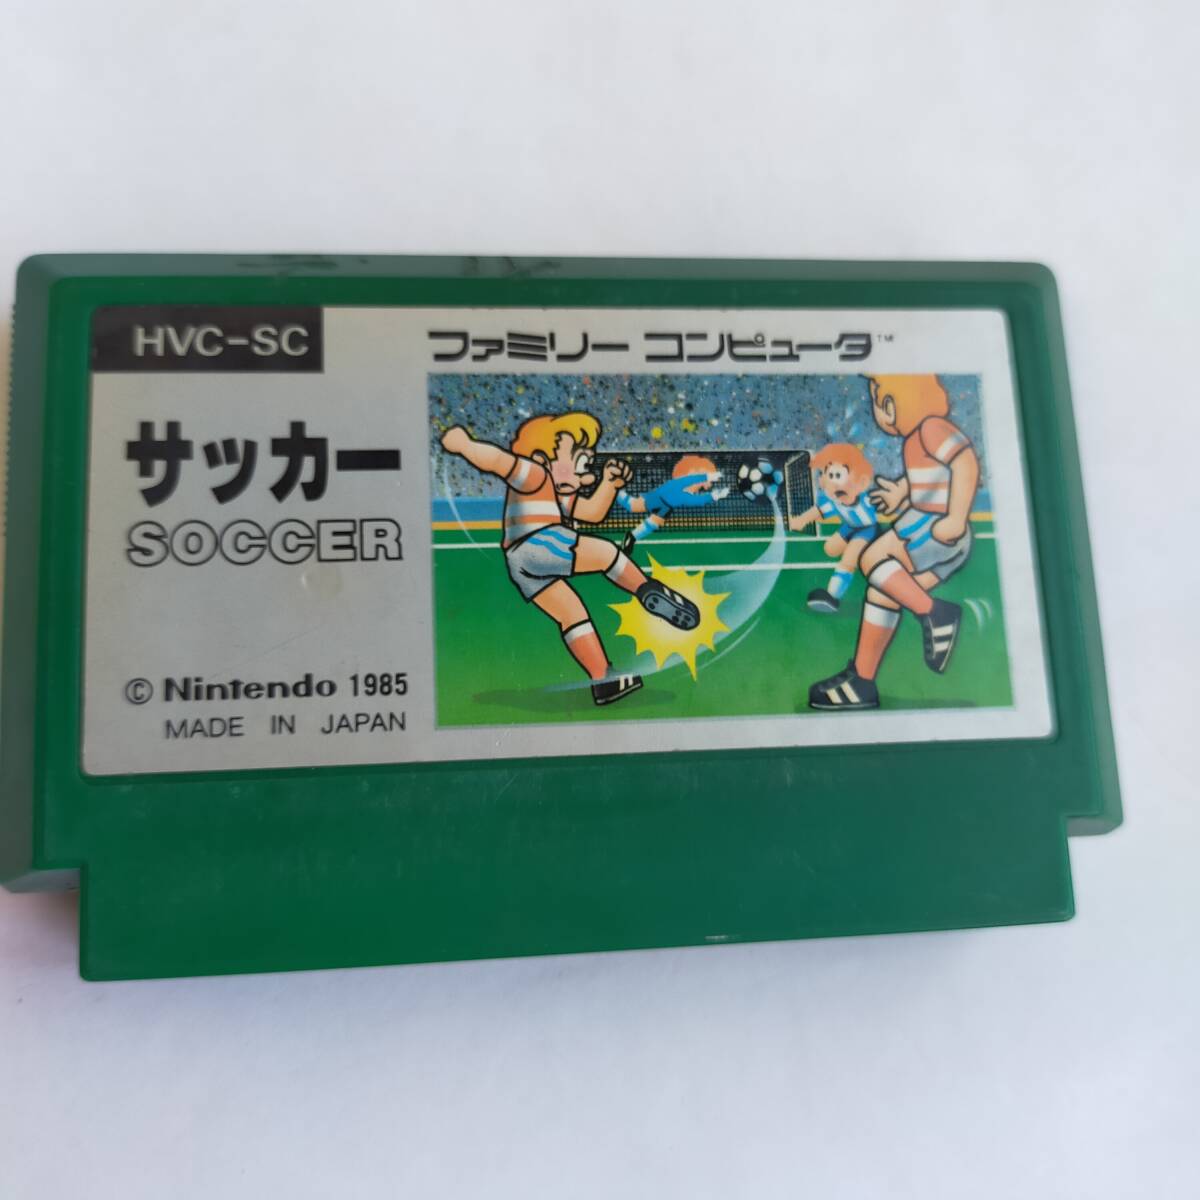 HVC-SC
ファミリー コンピュータ™
サッカー
SOCCER
© Nintendo 1985
MADE IN JAPAN